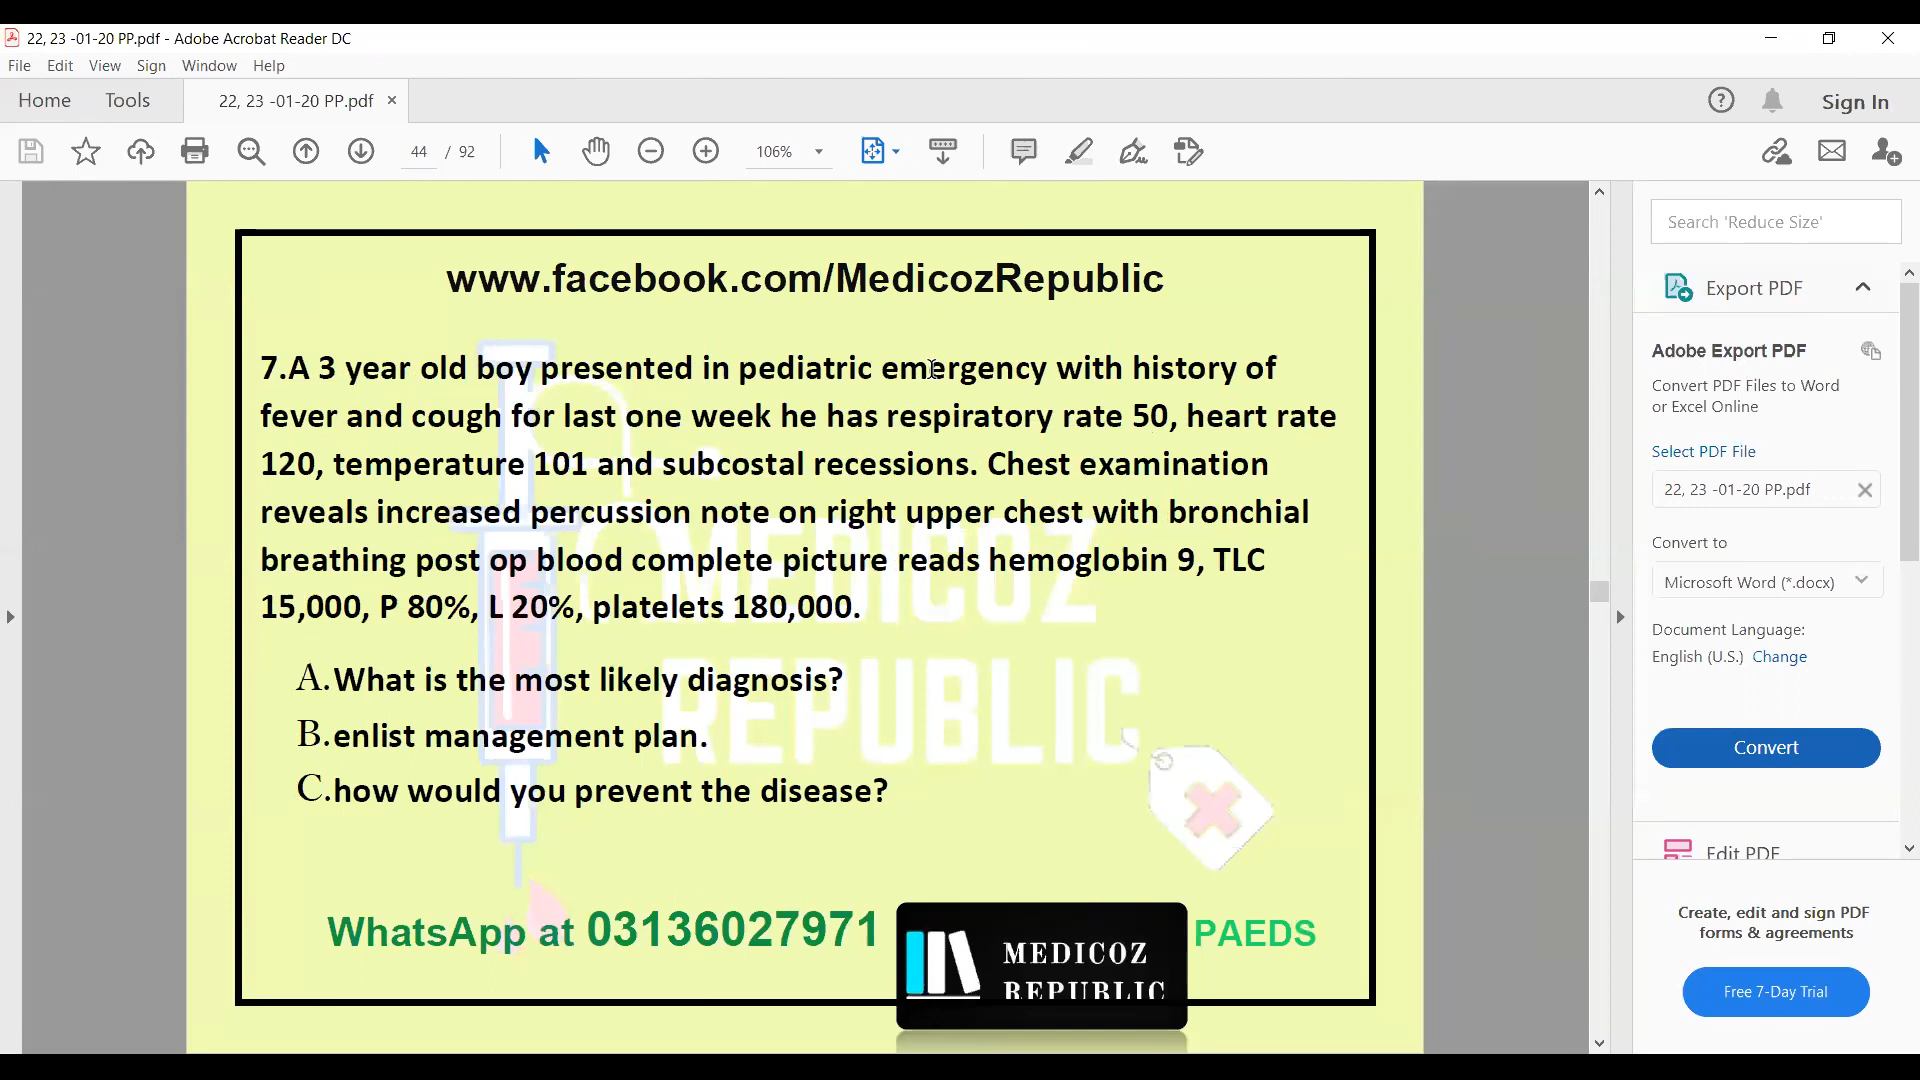 22, 23 -01-20 PP.pdf - Adobe Acrobat Reader DC
File Edit View Sign Window Help
Home Tools 22, 23 -01-20 PP.pdf × Sign In
44 / 92 106%
www.facebook.com/MedicozRepublic
7.A 3 year old boy presented in pediatric emergency with history of
fever and cough for last one week he has respiratory rate 50, heart rate
120, temperature 101 and subcostal recessions. Chest examination
reveals increased percussion note on right upper chest with bronchial
breathing post op blood complete picture reads hemoglobin 9, TLC
15,000, P 80%, L 20%, platelets 180,000.
A.What is the most likely diagnosis?
B.enlist management plan.
C.how would you prevent the disease?
MEDICOZ
REPUBLIC
WhatsApp at 03136027971
MEDICOZ
REPUBLIC
PAEDS
Search 'Reduce Size'
Export PDF
Adobe Export PDF
Convert PDF Files to Word
or Excel Online
Select PDF File
22, 23 -01-20 PP.pdf
Convert to
Microsoft Word (*.docx)
Document Language:
English (U.S.) Change
Convert
Edit PDF
Create, edit and sign PDF
forms & agreements
Free 7-Day Trial